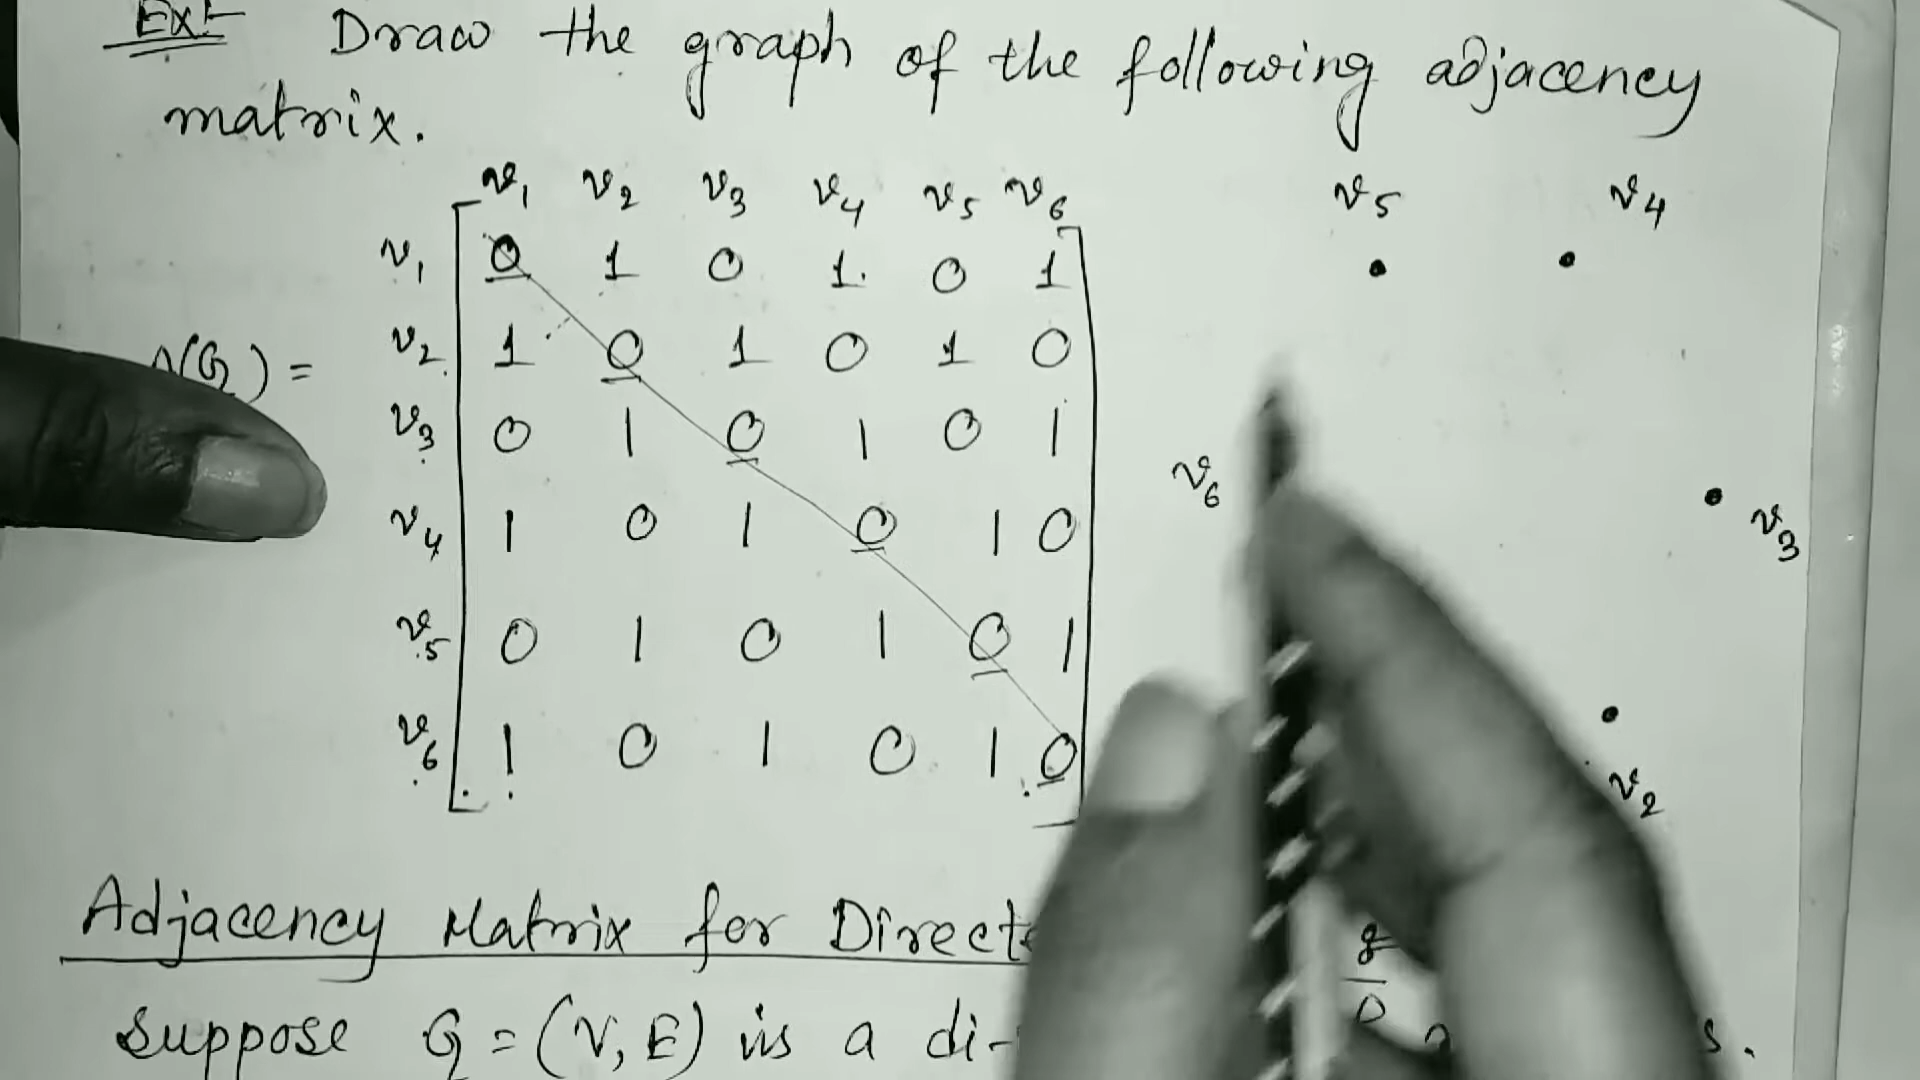 Ex:- Draw the graph of the following adjacency
matrix.
v1 v2 v3 v4 v5 v6
v1 0 1 0 1 0 1
v2 1 0 1 0 1 0
(G) =
v3 0 1 0 1 0 1
v4 1 0 1 0 1 0
v5 0 1 0 1 0 1
v6 1 0 1 0 1 0
v5 v4
v6 v3
v2
Adjacency Matrix for Direct
Suppose G = (V, E) is a di-